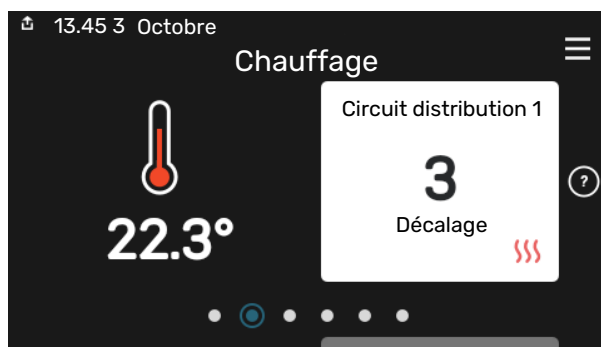 13.45 3 Octobre
Chauffage
Circuit distribution 1
3
Décalage
22.3°
?